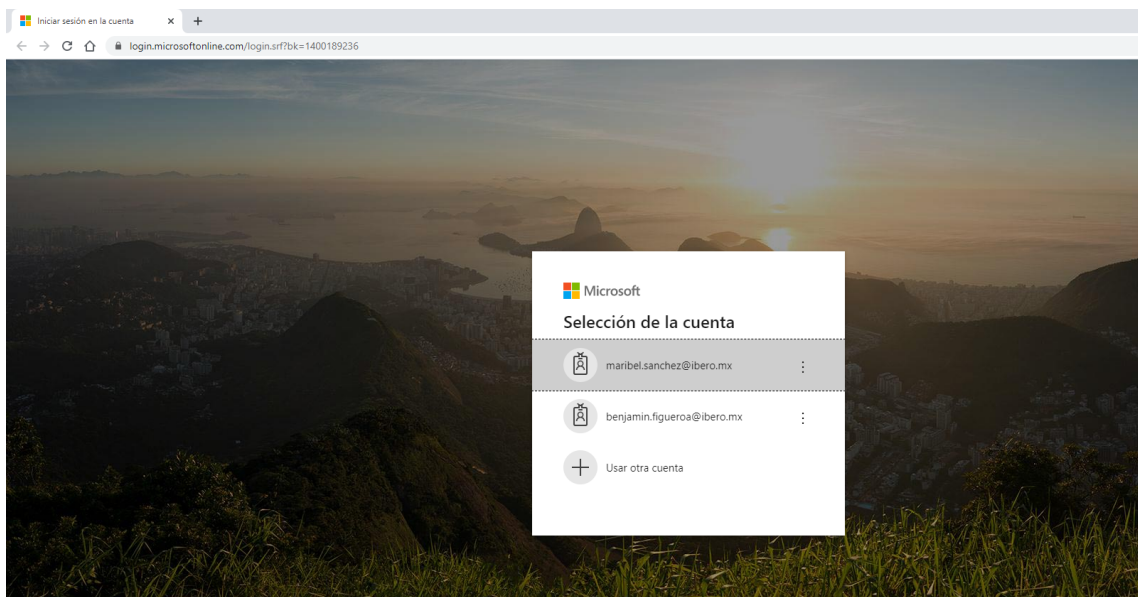 Iniciar sesión en la cuenta
login.microsoftonline.com/login.srf?bk=1400189236
Microsoft
Selección de la cuenta
maribel.sanchez@ibero.mx
benjamin.figueroa@ibero.mx
Usar otra cuenta